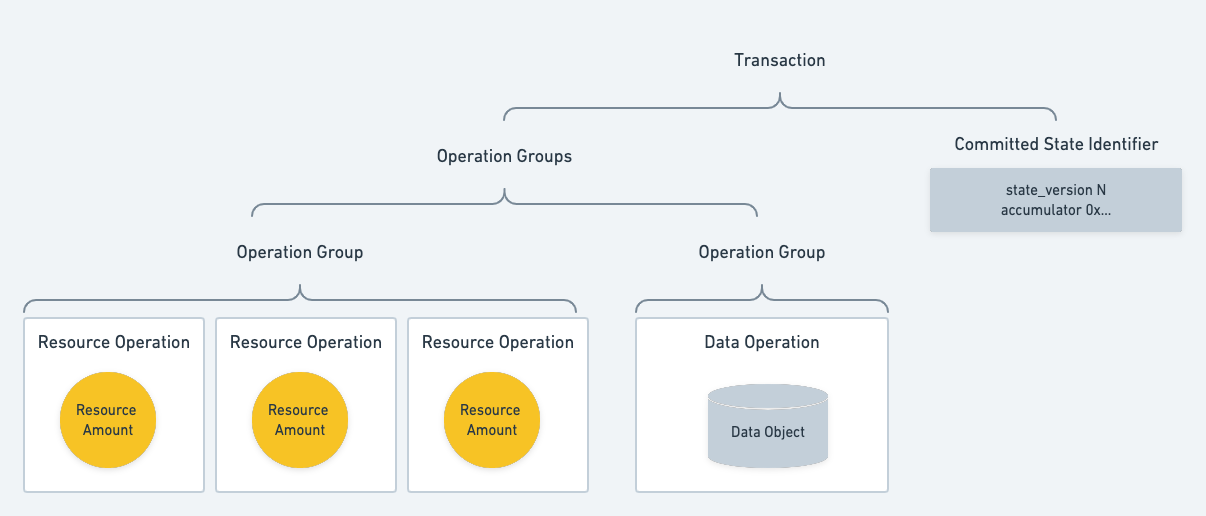 Transaction
Operation Groups
Committed State Identifier
state_version N
accumulator 0x...
Operation Group
Operation Group
Resource Operation
Resource Amount
Resource Operation
Resource Amount
Resource Operation
Resource Amount
Data Operation
Data Object